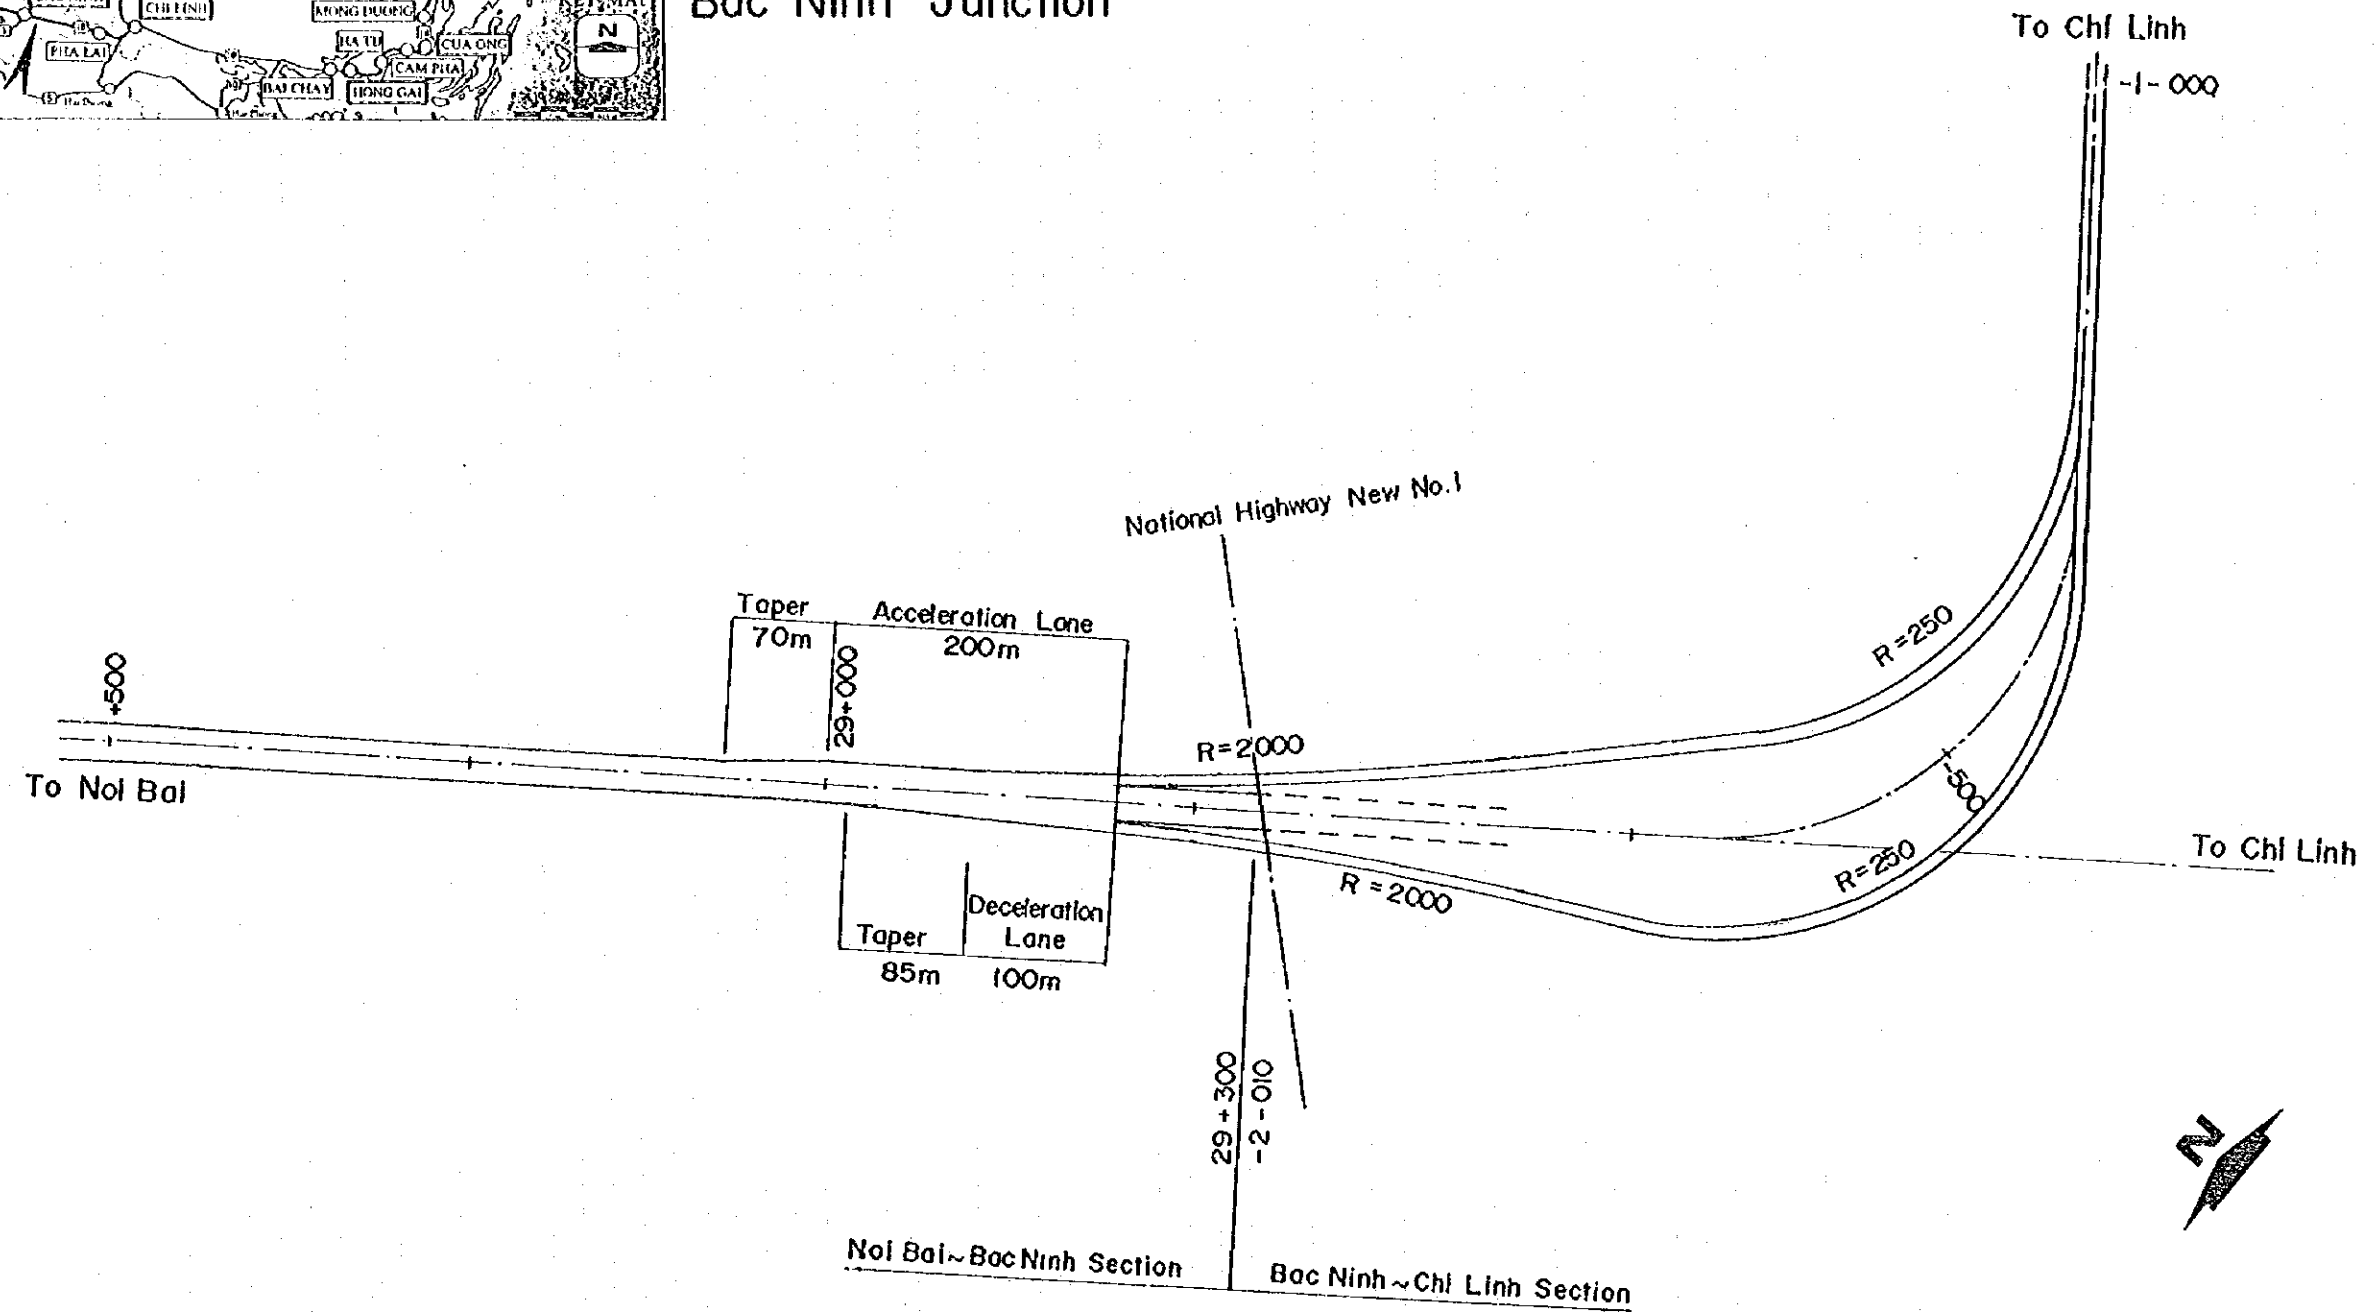 Bac Ninh Junction
CHI LINH
MONG DUONG
PHA LAI
HA TU
CUA ONG
CAM PHA
BAI CHAY
HONG GAI
N
To Chi Linh
-1-000
National Highway New No.1
Taper
Acceleration Lane
70m
200m
+500
29+000
R=250
R=2000
To Noi Bai
-500
To Chi Linh
R=250
R=2000
Deceleration
Taper
Lane
85m
100m
29+300
-2-010
N
Noi Bai~Bac Ninh Section
Bac Ninh~Chi Linh Section